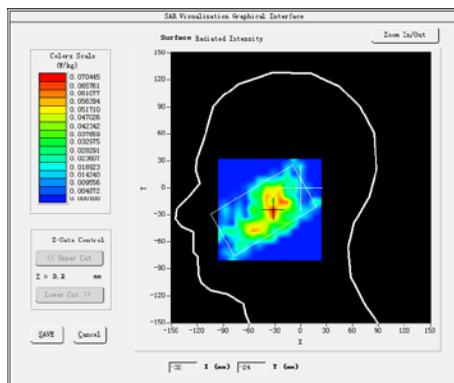 SAR Visualisation Graphical Interface
Surface Radiated Intensity
Zoom In/Out
Colors Scale
(W/kg)
0.070445
0.065761
0.061077
0.056394
0.051710
0.047026
0.042342
0.037659
0.032975
0.028291
0.023607
0.018923
0.014240
0.009556
0.004872
0.000188
Z-Cuts Control
<< Upper Cut
Z = 3.2 mm
Lower Cut >>
SAVE
Cancel
150
120
90
60
30
0
-30
-60
-90
-120
-150
Y
-150 -120 -90 -60 -30 0 30 60 90 120 150
X
-32 X (mm) -24 Y (mm)